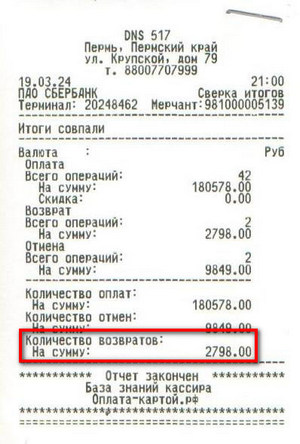 DNS 517
Пермь, Пермский край
ул. Крупской, дом 79
т. 88007707999
19.03.24 21:00
ПАО СБЕРБАНК Сверка итогов
Терминал: 20248462 Мерчант:981000005139
Итоги совпали
Валюта : Руб
Оплата
Всего операций: 42
На сумму: 180578.00
Скидка: 0.00
Возврат
Всего операций: 2
На сумму: 2798.00
Отмена
Всего операций: 2
На сумму: 9849.00
Количество оплат:
На сумму: 180578.00
Количество отмен:
На сумму: 9849.00
Количество возвратов:
На сумму: 2798.00
********** Отчет закончен **********
База знаний кассира
Оплата-картой.рф